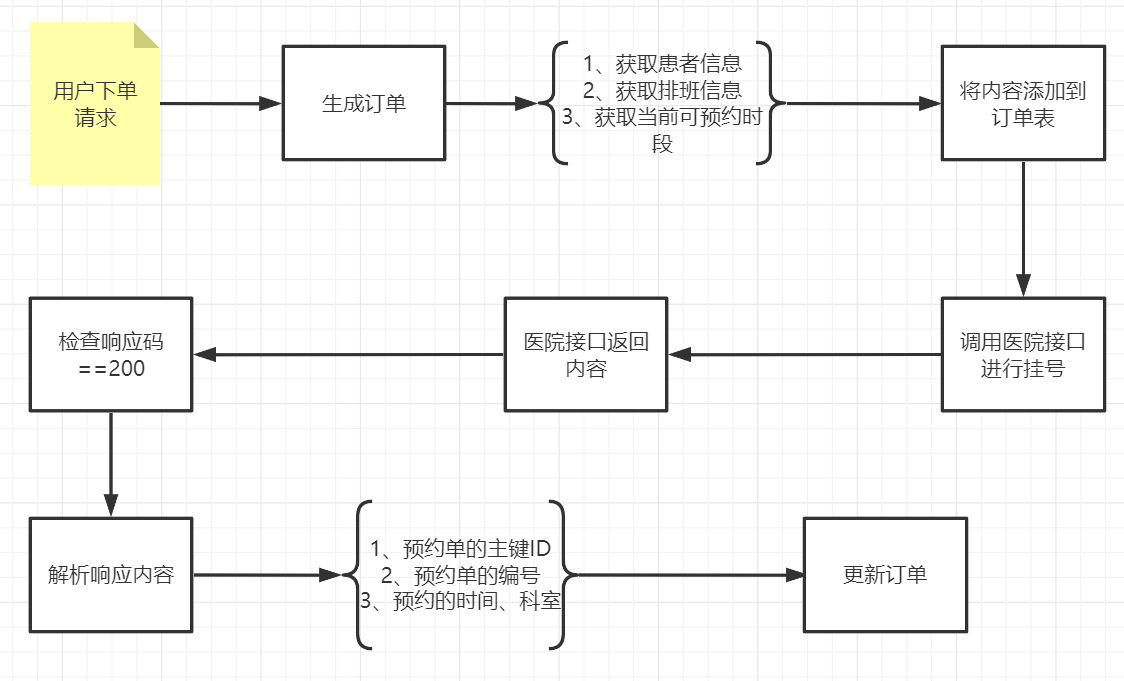 用户下单
请求
生成订单
1、获取患者信息
2、获取排班信息
3、获取当前可预约时
段
将内容添加到
订单表
调用医院接口
进行挂号
医院接口返回
内容
检查响应码
==200
解析响应内容
1、预约单的主键ID
2、预约单的编号
3、预约的时间、科室
更新订单